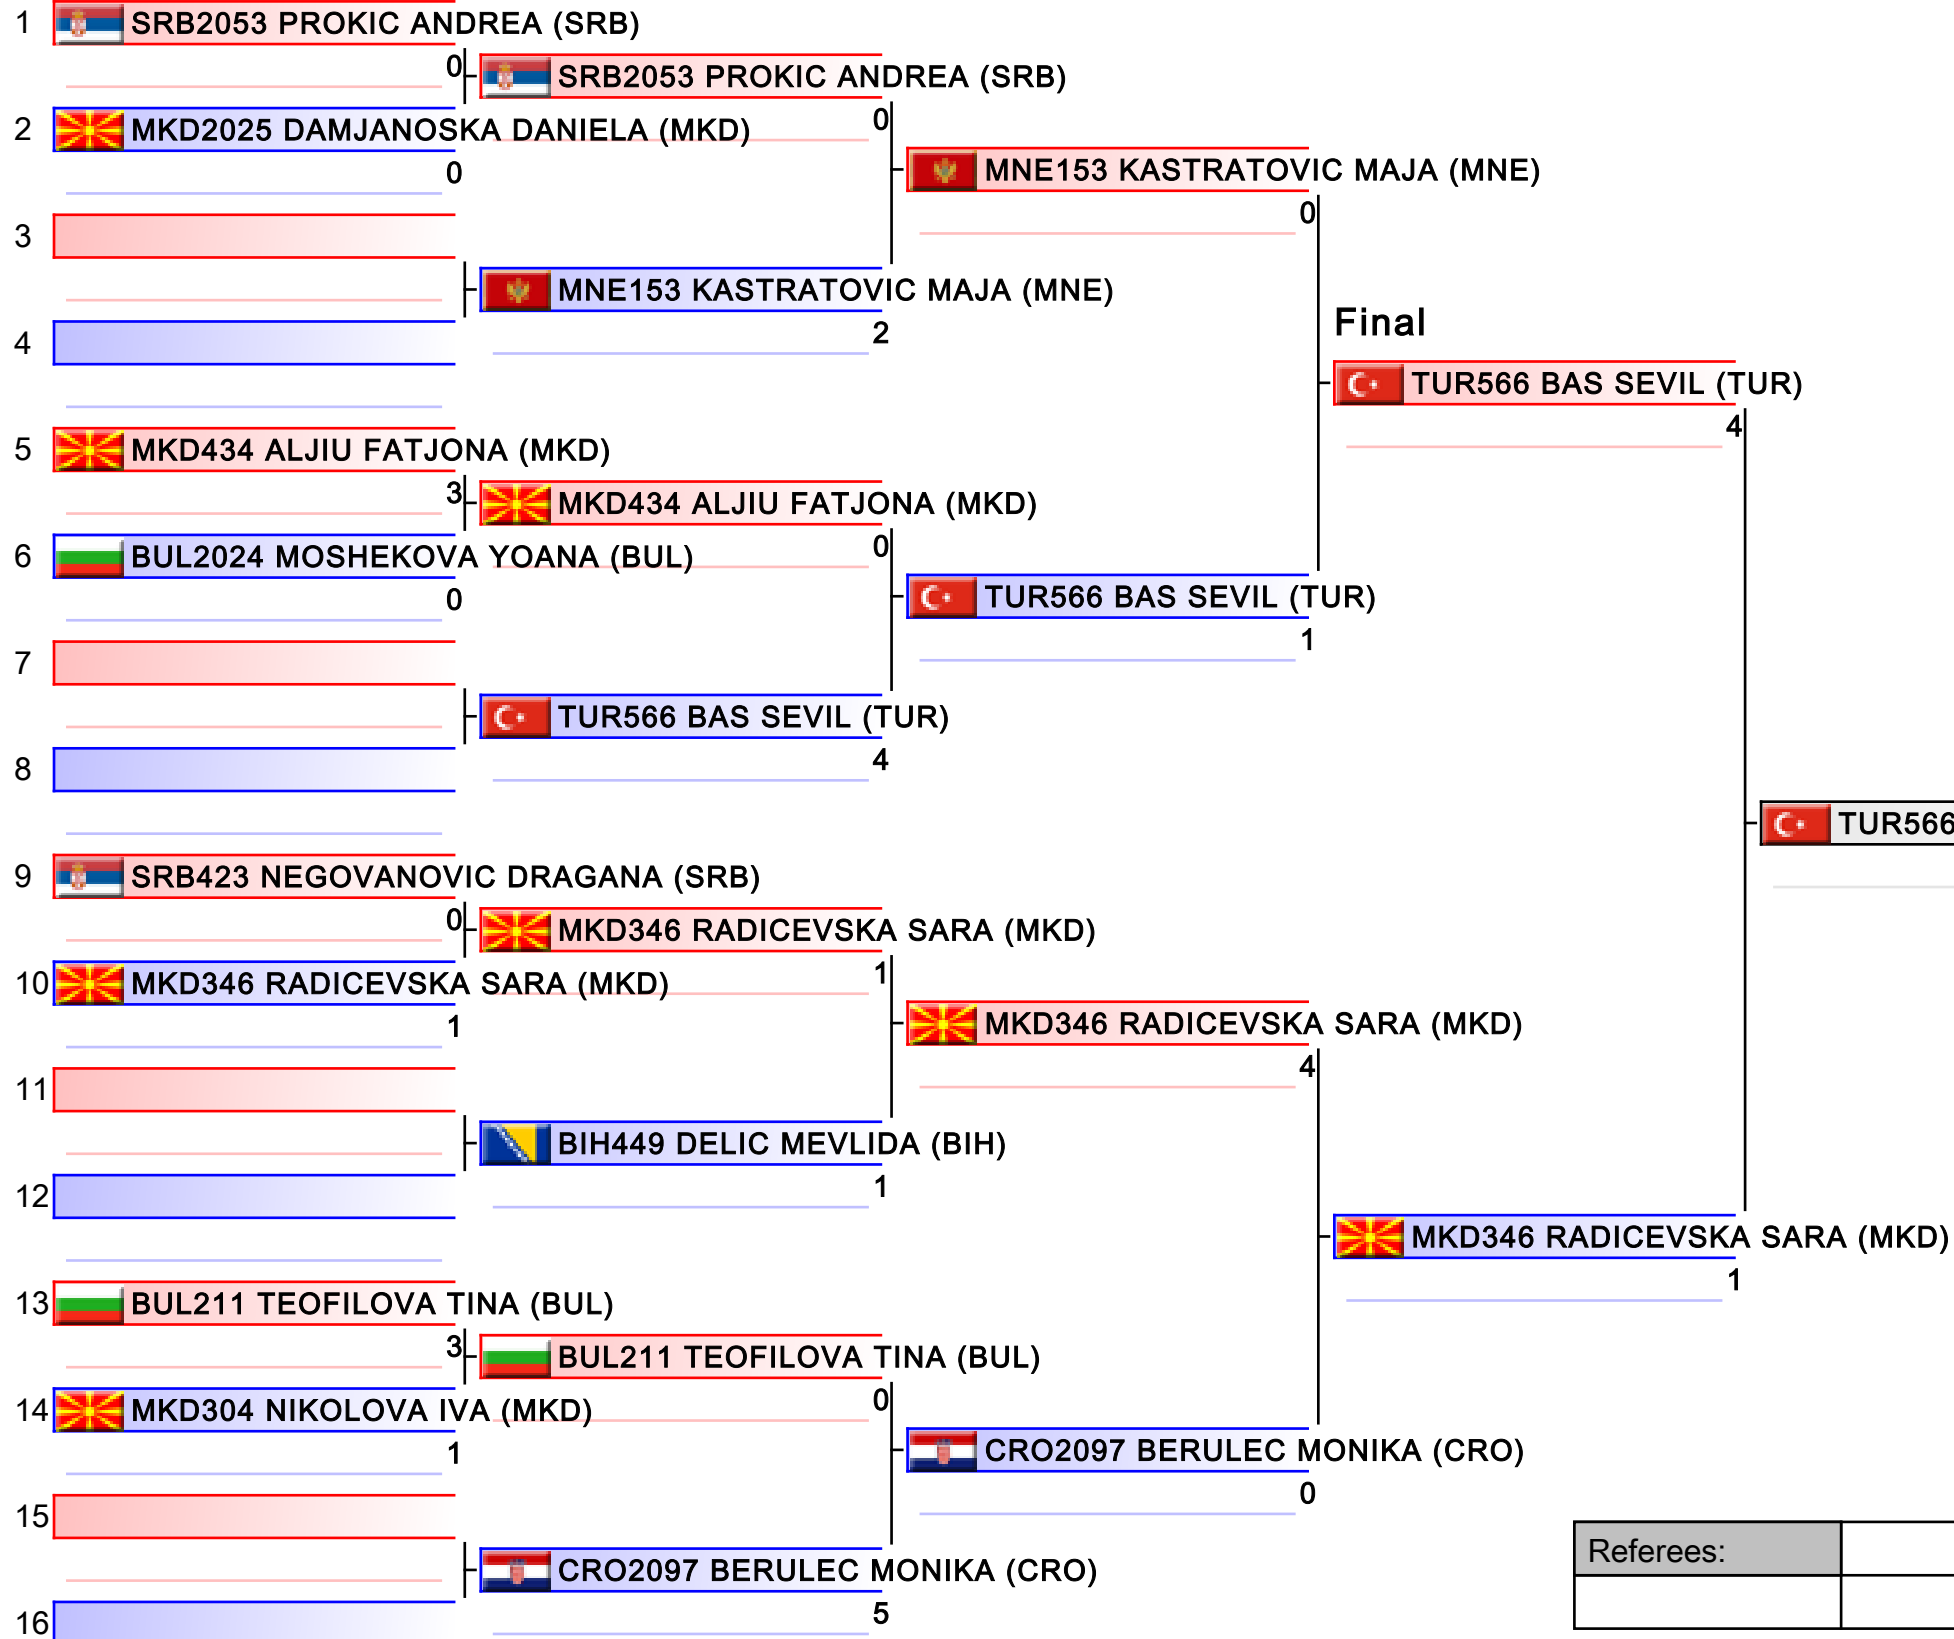 1 SRB2053 PROKIC ANDREA (SRB)
0 SRB2053 PROKIC ANDREA (SRB)
0
2 MKD2025 DAMJANOSKA DANIELA (MKD)
0
MNE153 KASTRATOVIC MAJA (MNE)
0
3
MNE153 KASTRATOVIC MAJA (MNE)
2
4
Final
TUR566 BAS SEVIL (TUR)
4
5 MKD434 ALJIU FATJONA (MKD)
3 MKD434 ALJIU FATJONA (MKD)
0
6 BUL2024 MOSHEKOVA YOANA (BUL)
0
TUR566 BAS SEVIL (TUR)
1
7
TUR566 BAS SEVIL (TUR)
4
8
TUR566
9 SRB423 NEGOVANOVIC DRAGANA (SRB)
0 MKD346 RADICEVSKA SARA (MKD)
1
10 MKD346 RADICEVSKA SARA (MKD)
1
MKD346 RADICEVSKA SARA (MKD)
4
11
BIH449 DELIC MEVLIDA (BIH)
1
12
MKD346 RADICEVSKA SARA (MKD)
1
13 BUL211 TEOFILOVA TINA (BUL)
3 BUL211 TEOFILOVA TINA (BUL)
0
14 MKD304 NIKOLOVA IVA (MKD)
1
CRO2097 BERULEC MONIKA (CRO)
0
15
CRO2097 BERULEC MONIKA (CRO)
5
16
Referees: